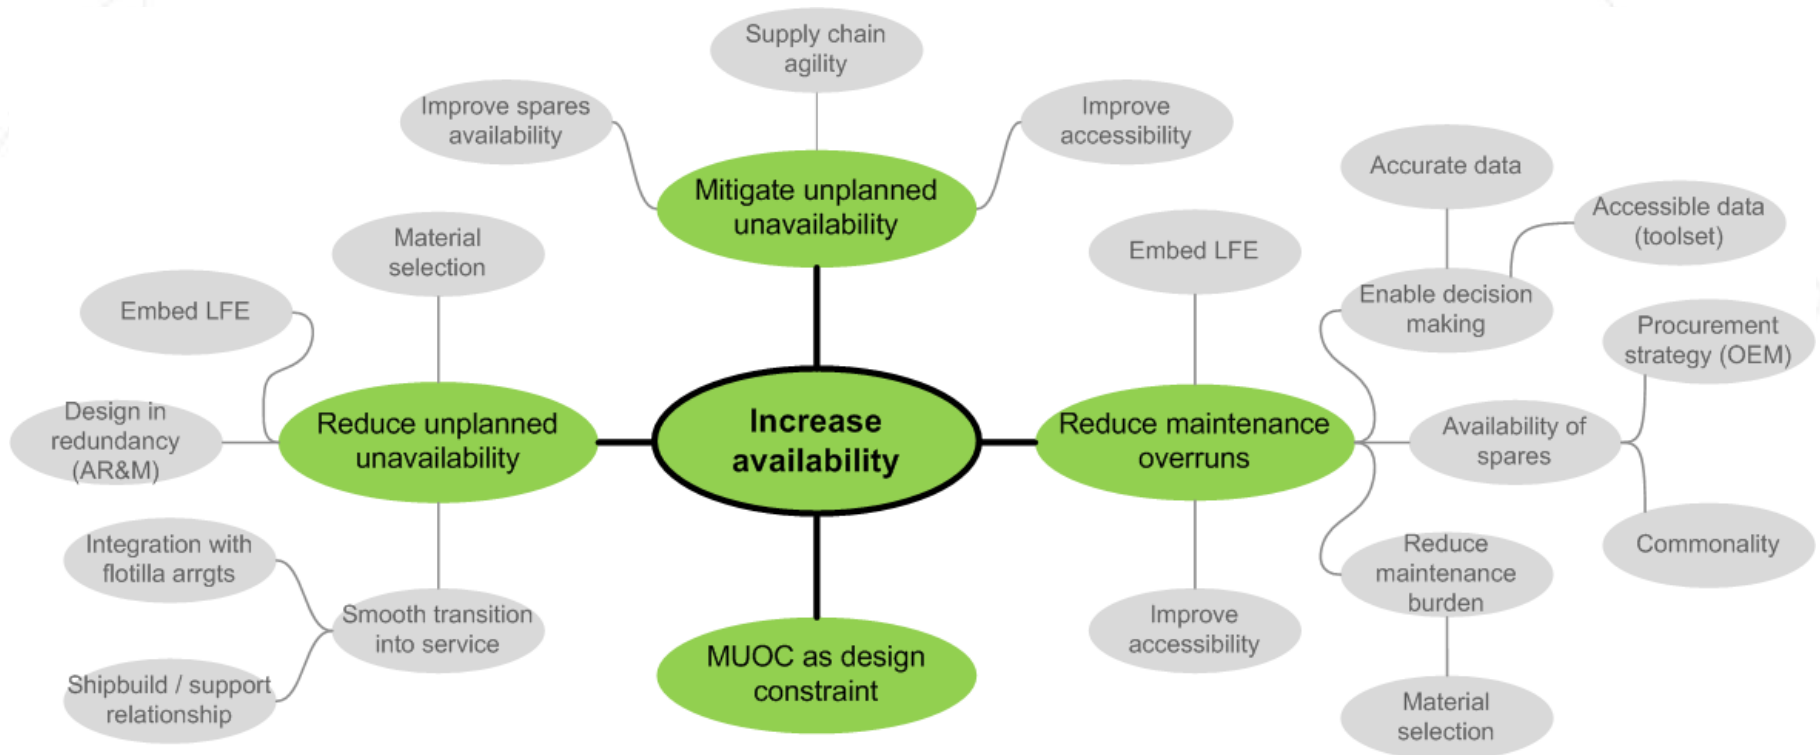 Supply chain
agility
Improve spares
availability
Improve
accessibility
Mitigate unplanned
unavailability
Accurate data
Accessible data
(toolset)
Material
selection
Embed LFE
Embed LFE
Enable decision
making
Procurement
strategy (OEM)
Design in
redundancy
(AR&M)
Reduce unplanned
unavailability
Increase
availability
Reduce maintenance
overruns
Availability of
spares
Integration with
flotilla arrgts
Commonality
Reduce
maintenance
burden
Smooth transition
into service
Improve
accessibility
MUOC as design
constraint
Shipbuild / support
relationship
Material
selection